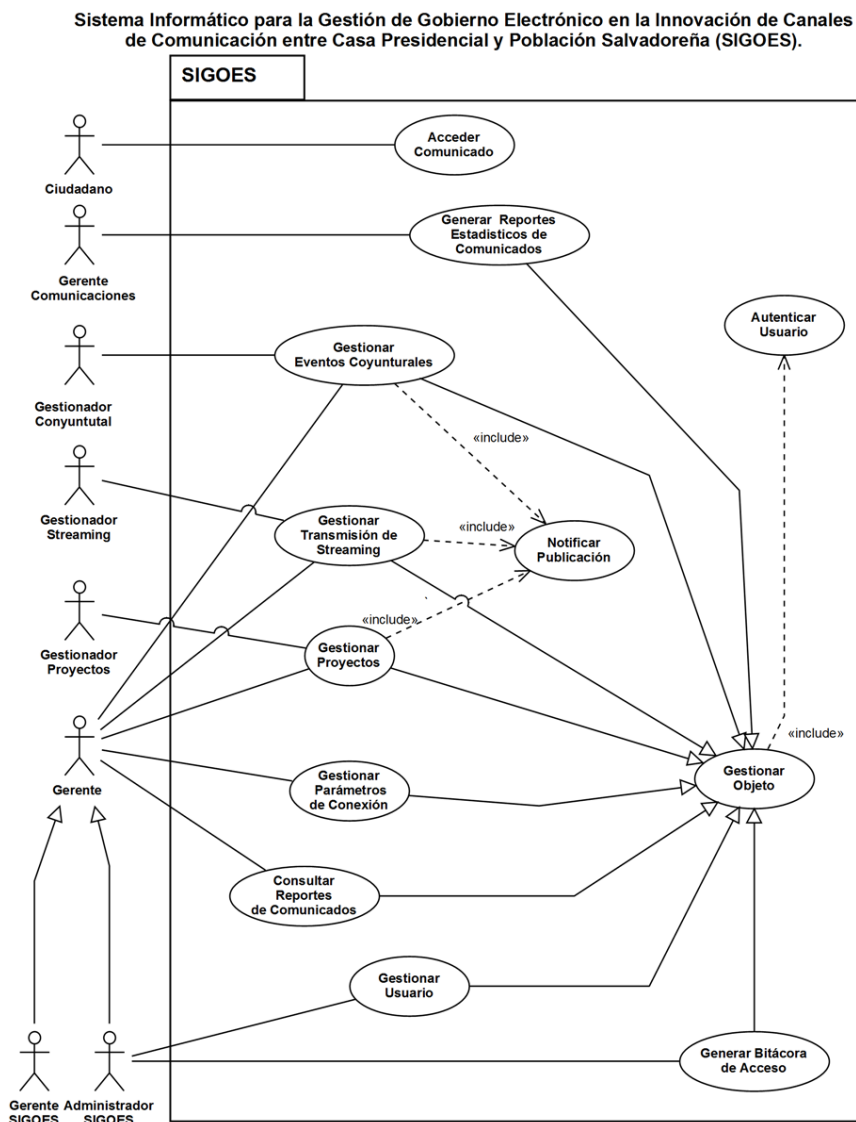 Sistema Informático para la Gestión de Gobierno Electrónico en la Innovación de Canales
de Comunicación entre Casa Presidencial y Población Salvadoreña (SIGOES).
SIGOES
Ciudadano
Acceder
Comunicado
Gerente
Comunicaciones
Generar Reportes
Estadísticos de
Comunicados
Autenticar
Usuario
Gestionador
Conyuntutal
Gestionar
Eventos Coyunturales
«include»
Gestionador
Streaming
Gestionar
Transmisión de
Streaming
«include»
Notificar
Publicación
Gestionador
Proyectos
«include»
Gestionar
Proyectos
«include»
Gerente
Gestionar
Parámetros
de Conexión
Gestionar
Objeto
Consultar
Reportes
de Comunicados
Gestionar
Usuario
Generar Bitácora
de Acceso
Gerente
SIGOES
Administrador
SIGOES